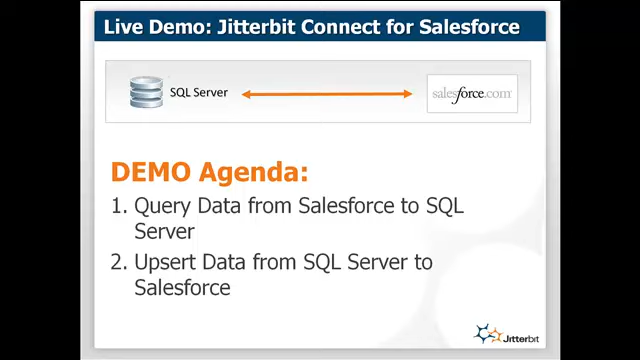 Live Demo: Jitterbit Connect for Salesforce
SQL Server
salesforce.com
DEMO Agenda:
1. Query Data from Salesforce to SQL
Server
2. Upsert Data from SQL Server to
Salesforce
Jitterbit